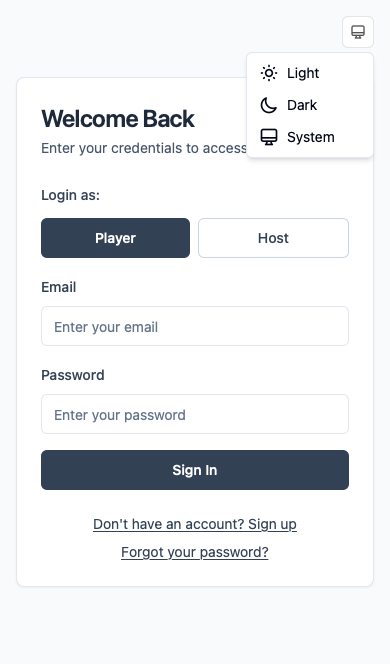 Light
Dark
System
Welcome Back
Enter your credentials to access
Login as:
Player
Host
Email
Enter your email
Password
Enter your password
Sign In
Don't have an account? Sign up
Forgot your password?